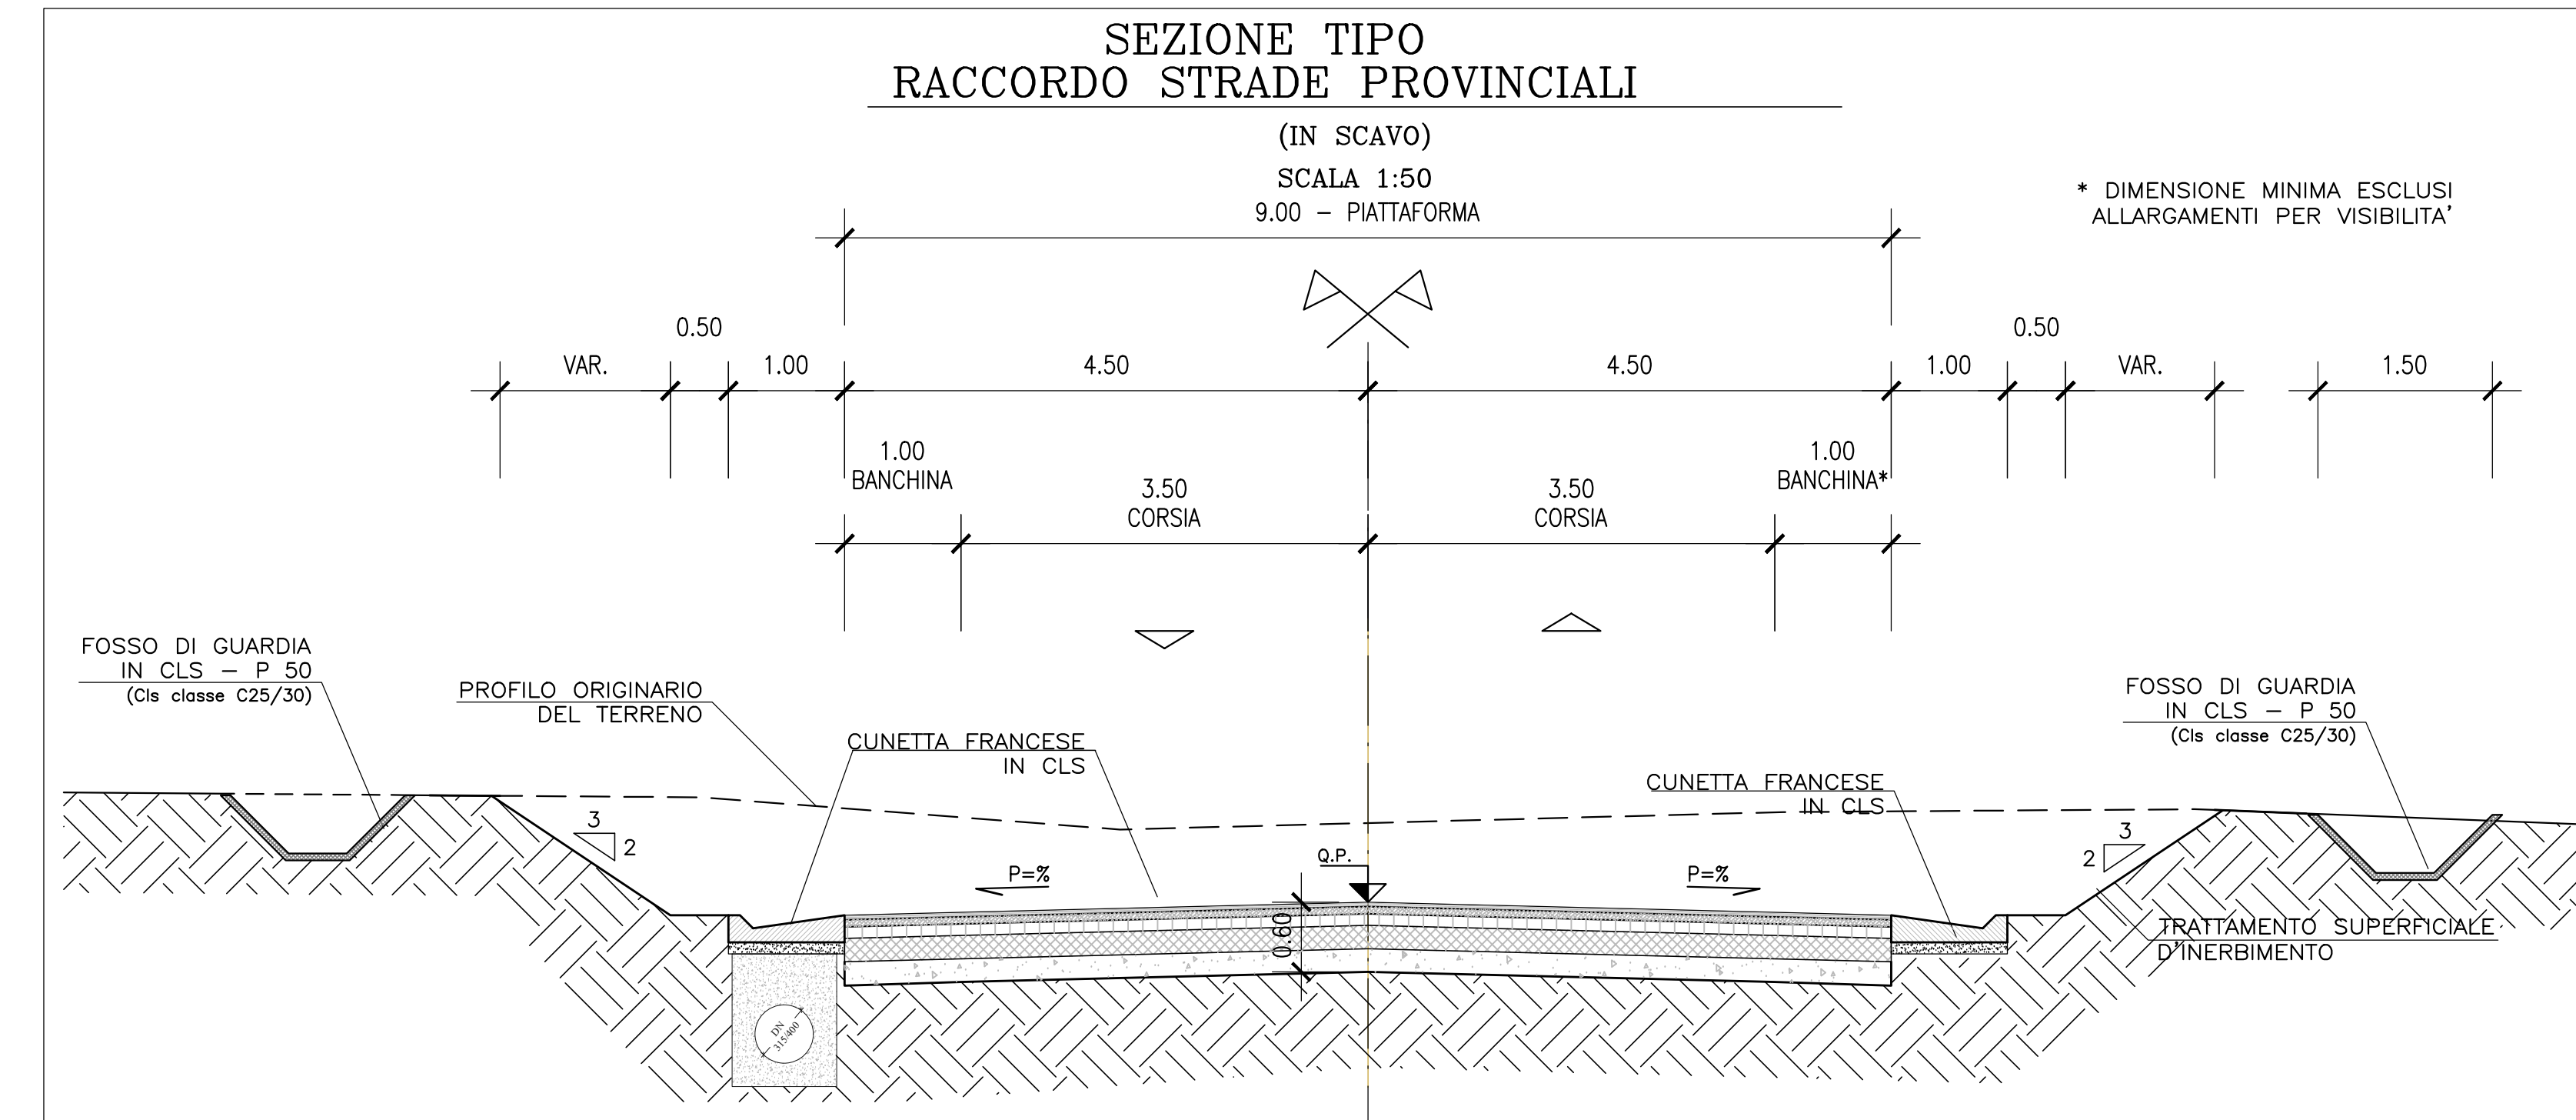 SEZIONE TIPO
RACCORDO STRADE PROVINCIALI
(IN SCAVO)
SCALA 1:50
9.00 – PIATTAFORMA
* DIMENSIONE MINIMA ESCLUSI
ALLARGAMENTI PER VISIBILITA'
0.50
0.50
VAR.
1.00
4.50
4.50
1.00
VAR.
1.50
1.00
BANCHINA
3.50
CORSIA
3.50
CORSIA
1.00
BANCHINA*
FOSSO DI GUARDIA
IN CLS – P 50
(Cls classe C25/30)
PROFILO ORIGINARIO
DEL TERRENO
CUNETTA FRANCESE
IN CLS
FOSSO DI GUARDIA
IN CLS – P 50
(Cls classe C25/30)
CUNETTA FRANCESE
IN CLS
3
2
3
2
P=%
Q.P.
P=%
0.60
TRATTAMENTO SUPERFICIALE
D'INERBIMENTO
DN
315/400